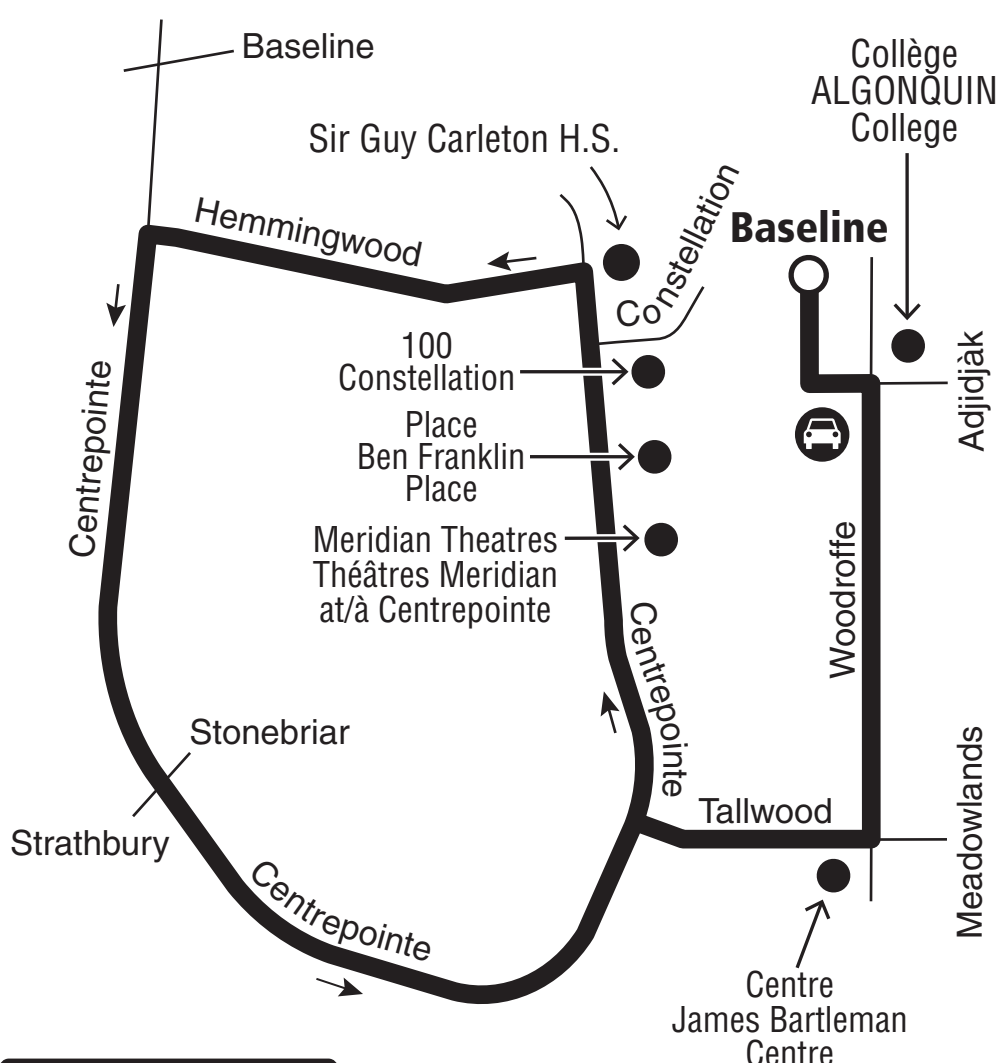 Baseline
Collège
ALGONQUIN
College
Sir Guy Carleton H.S.
Hemmingwood
Constellation
Baseline
100
Constellation
Adjidjàk
Centrepointe
Place
Ben Franklin
Place
Meridian Theatres
Théâtres Meridian
at/à Centrepointe
Woodroffe
Centrepointe
Stonebriar
Strathbury
Tallwood
Meadowlands
Centrepointe
Centre
James Bartleman
Centre